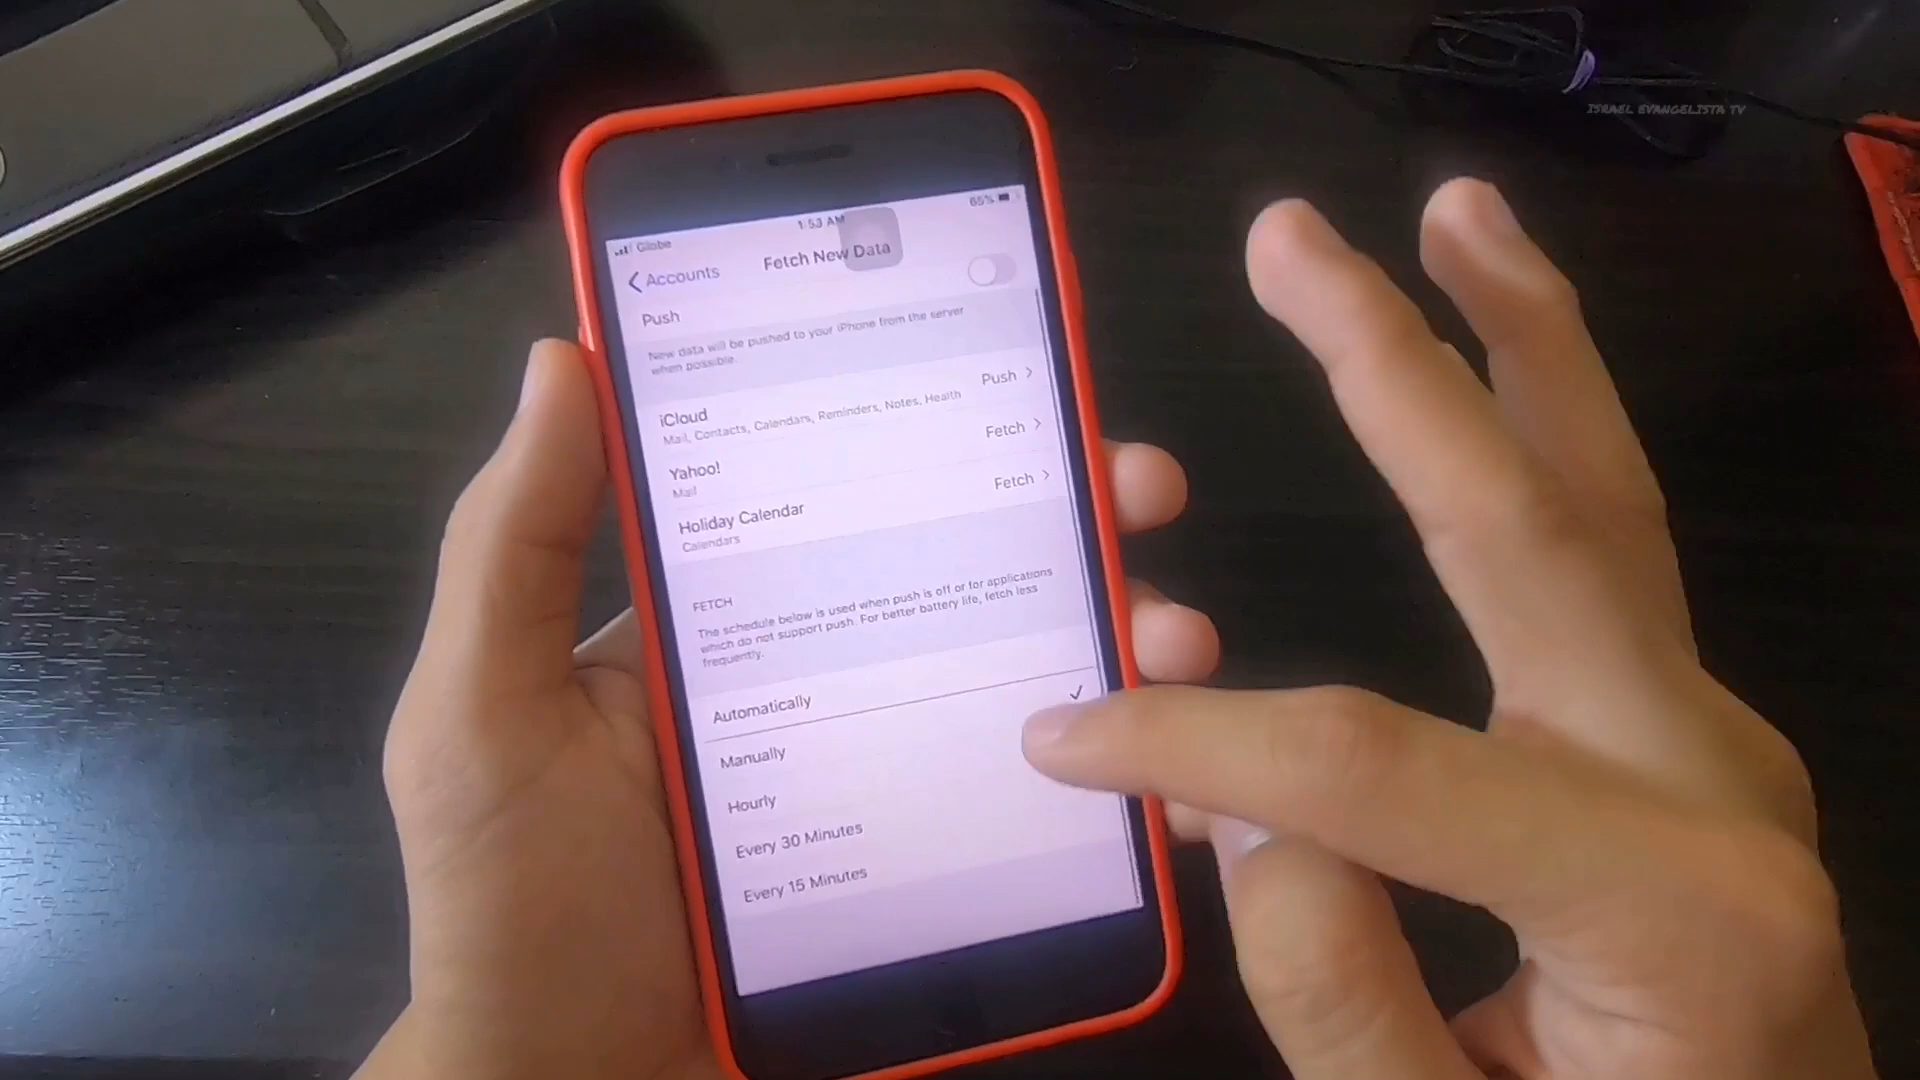 ISRAEL EVANGELISTA TV
Globe
1:53 AM
65%
Accounts
Fetch New Data
Push
New data will be pushed to your iPhone from the server
when possible.
iCloud
Push
Mail, Contacts, Calendars, Reminders, Notes, Health
Yahoo!
Fetch
Mail
Holiday Calendar
Fetch
Calendars
FETCH
The schedule below is used when push is off or for applications
which do not support push. For better battery life, fetch less
frequently.
Automatically
Manually
Hourly
Every 30 Minutes
Every 15 Minutes